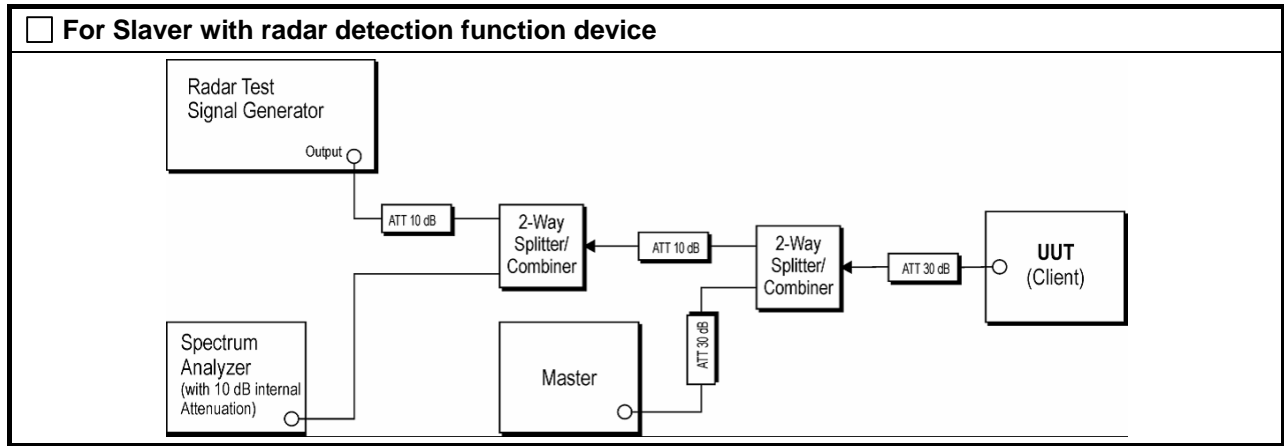 For Slaver with radar detection function device
Radar Test
Signal Generator
Output
ATT 10 dB
2-Way
Splitter/
Combiner
ATT 10 dB
2-Way
Splitter/
Combiner
ATT 30 dB
UUT
(Client)
Spectrum
Analyzer
(with 10 dB internal
Attenuation)
Master
ATT 30 dB